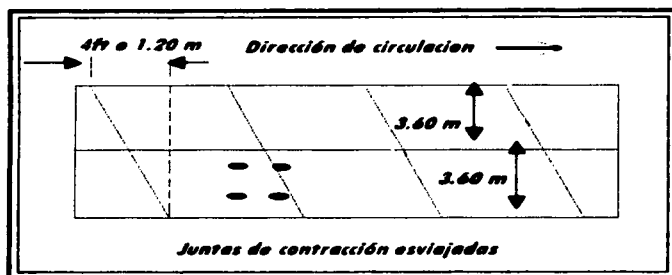 4ft o 1.20 m Dirección de circulacion
3.60 m
3.60 m
Juntas de contracción esviajadas